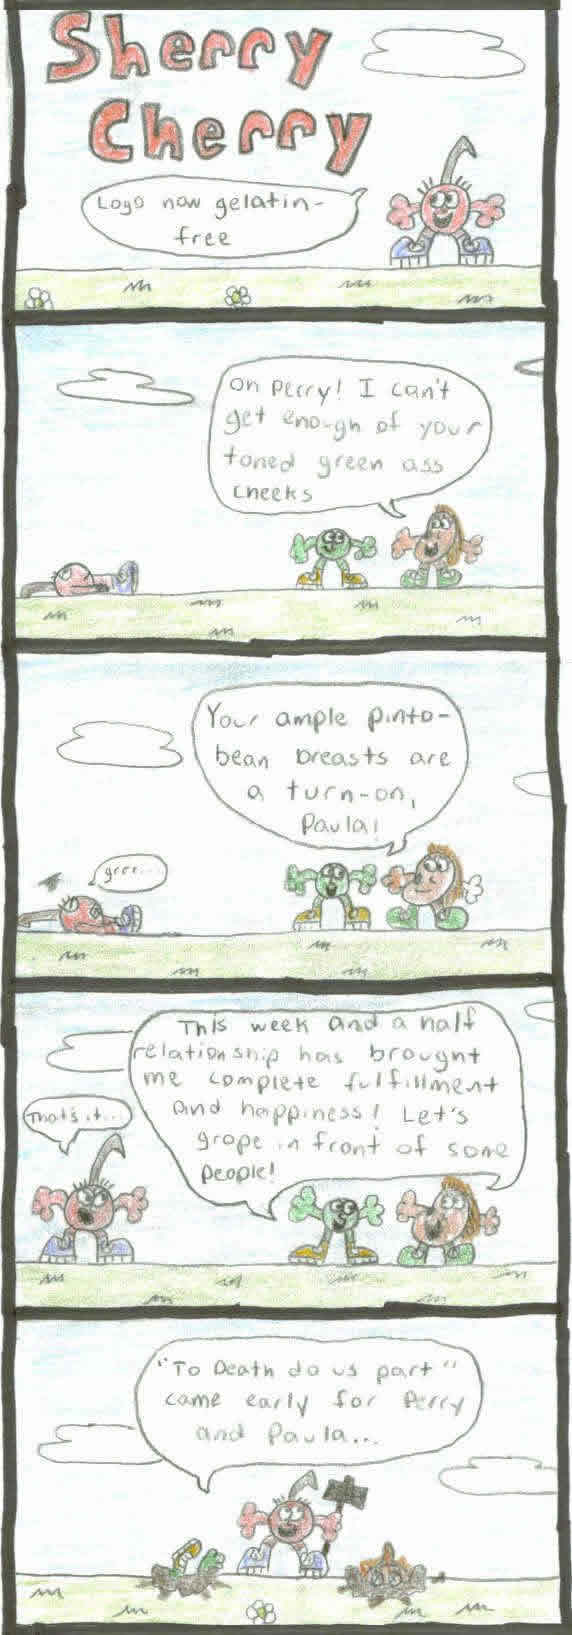 Sherry
Cherry
Logo now gelatin-
free
Oh Perry! I can't
get enough of your
toned green ass
cheeks
Your ample pinto-
bean breasts are
a turn-on,
Paula!
grrr...
This week and a half
relationship has brought
me complete fulfillment
and happiness! Let's
grope in front of some
people!
That's it...
"To Death do us part"
came early for Perry
and Paula...